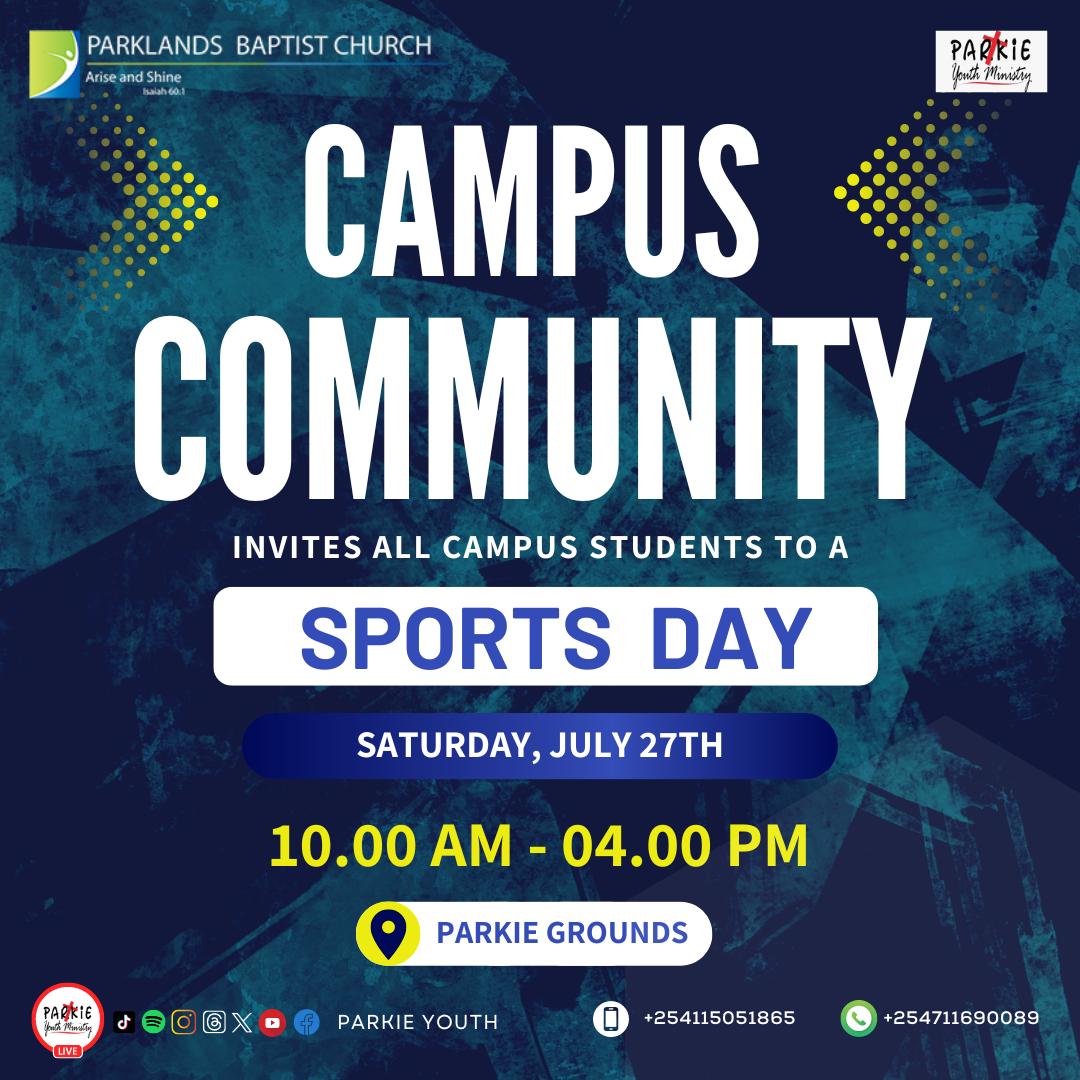 PARKLANDS BAPTIST CHURCH
Arise and Shine
Isaiah 60:1
PARKIE
Youth Ministry
CAMPUS
COMMUNITY
INVITES ALL CAMPUS STUDENTS TO A
SPORTS DAY
SATURDAY, JULY 27TH
10.00 AM - 04.00 PM
PARKIE GROUNDS
PARKIE
Youth Ministry
LIVE
PARKIE YOUTH
+254115051865
+254711690089